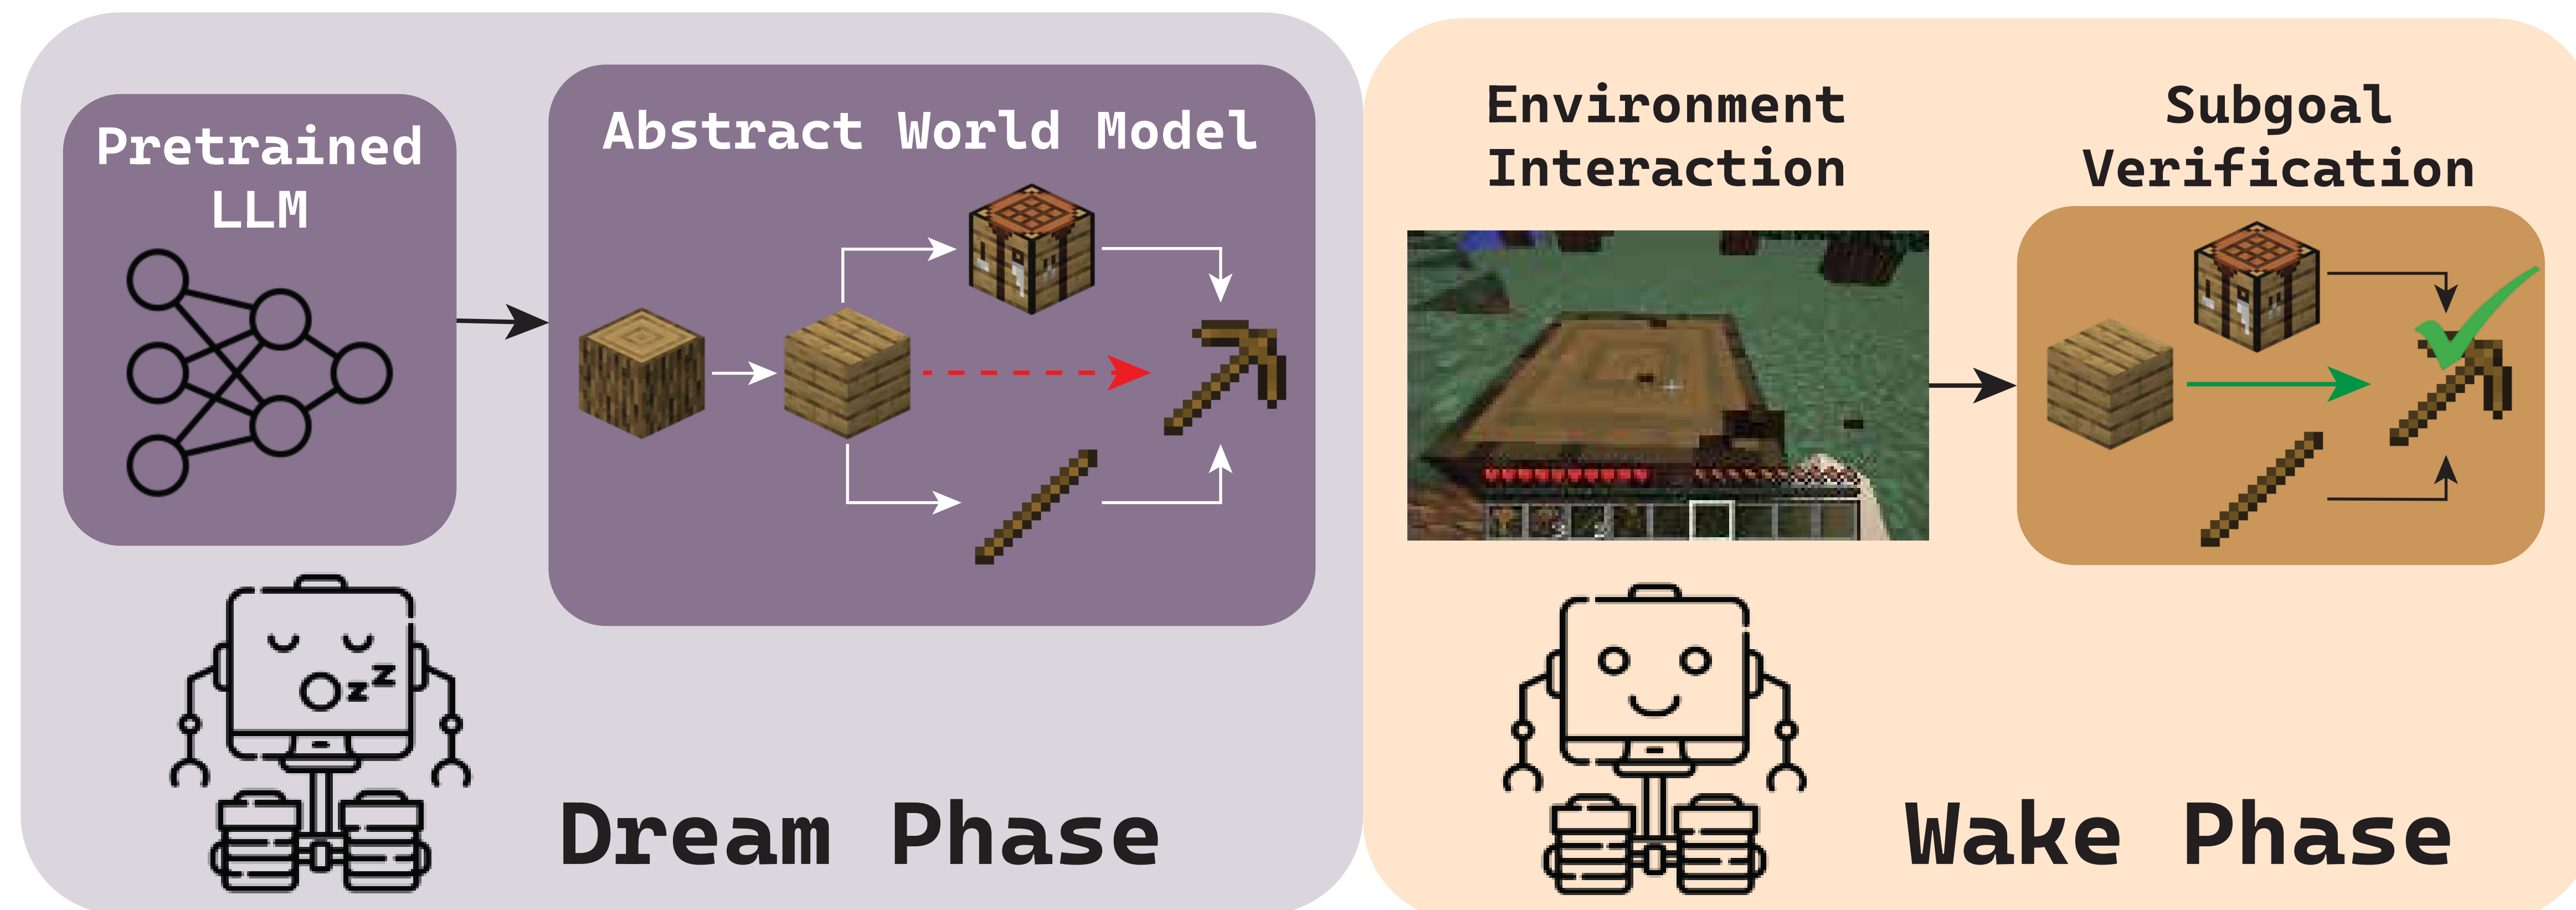 Pretrained
LLM
Abstract World Model
z z
Dream Phase
Environment
Interaction
Subgoal
Verification
Wake Phase